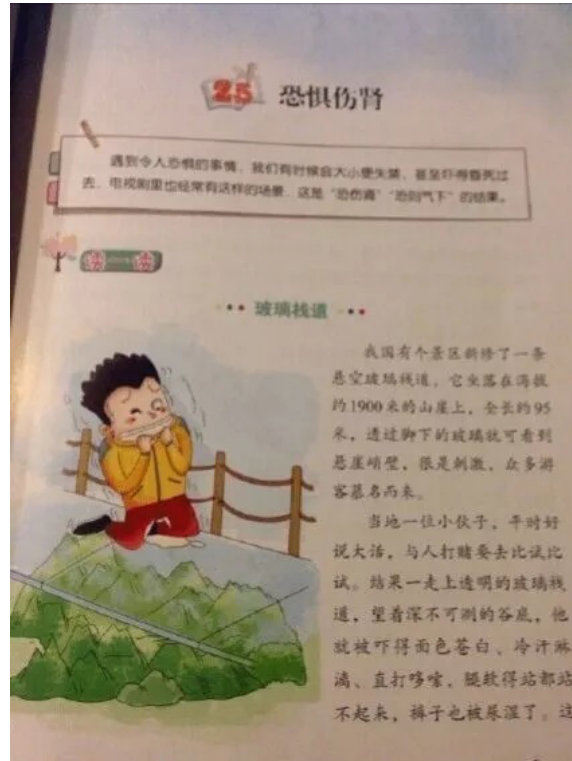 25 恐惧伤肾
遇到令人恐惧的事情，我们有时候会大小便失禁，甚至吓得昏死过
去，电视剧里也经常有这样的场景，这是“恐伤肾”“恐则气下”的结果。
读一读
玻璃栈道
我国有个景区新修了一条
悬空玻璃栈道，它坐落在海拔
约1900米的山崖上，全长约95
米，透过脚下的玻璃就可看到
悬崖峭壁，很是刺激，众多游
客慕名而来。
当地一位小伙子，平时好
说大话，与人打赌要去比试比
试。结果一走上透明的玻璃栈
道，望着深不可测的谷底，他
就被吓得面色苍白、冷汗淋
漓、直打哆嗦，腿软得站都站
不起来，裤子也被尿湿了。这